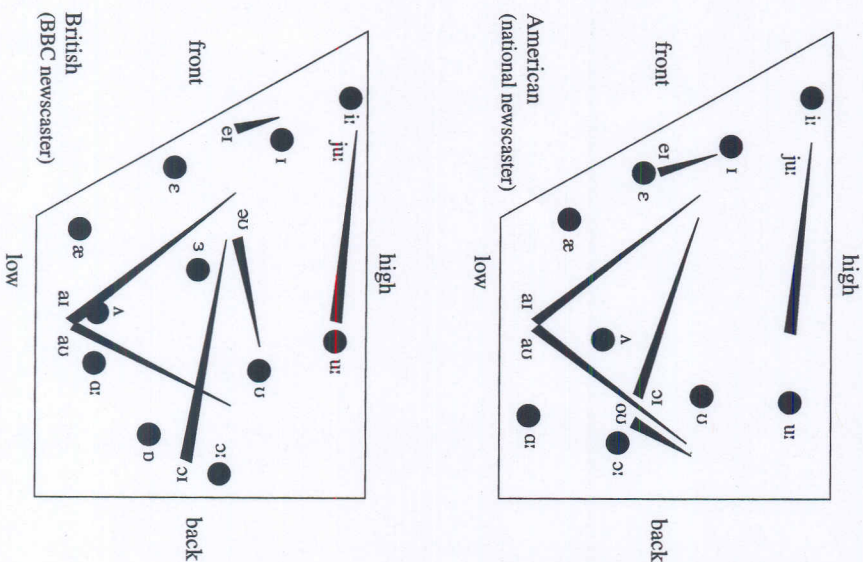 American
(national newscaster)
high
front
back
low
iː
juː
uː
ɪ
eɪ
ʊ
ɛ
ɔɪ
oʊ
ɔː
æ
ʌ
aɪ
aʊ
ɑː
British
(BBC newscaster)
high
front
back
low
iː
juː
uː
ɪ
eɪ
əʊ
ʊ
ɛ
ɜ
ɔː
ɔɪ
ɒ
æ
ʌ
aɪ
aʊ
ɑː